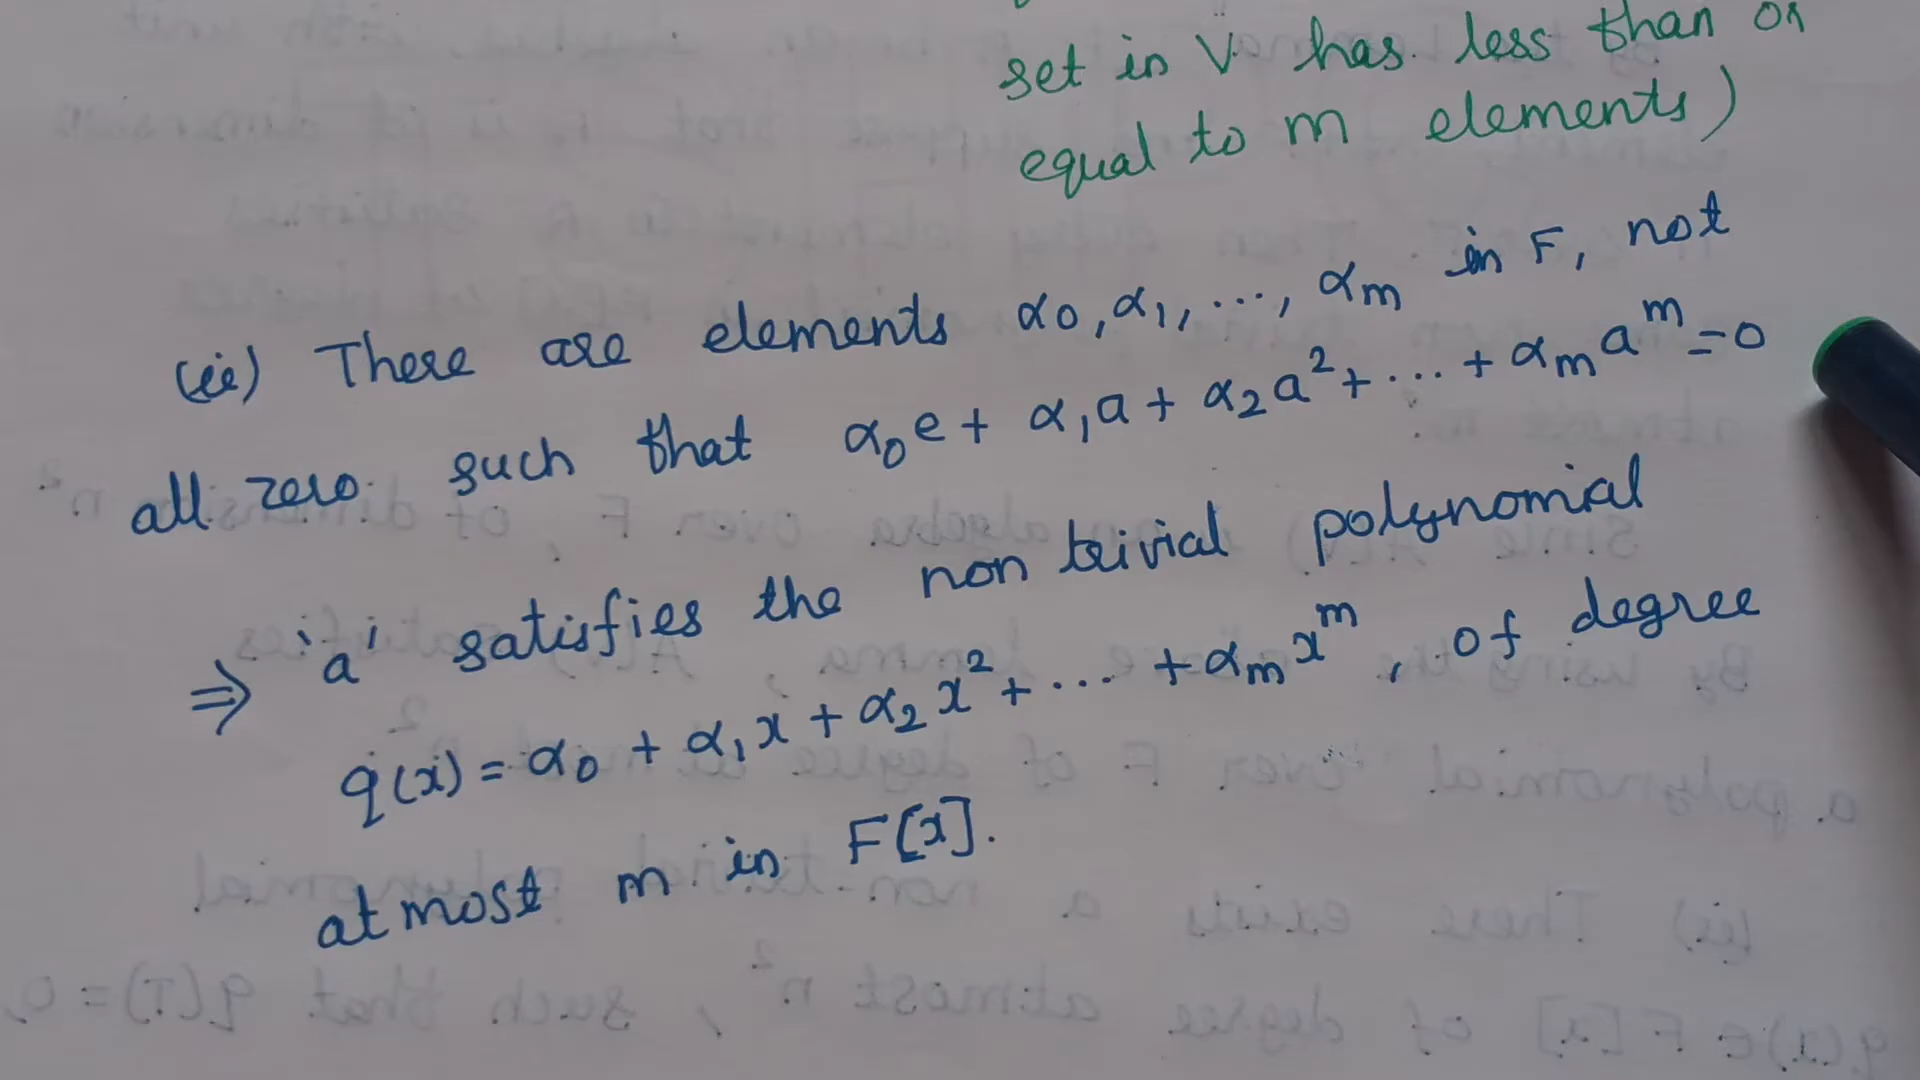 set in V has less than or
equal to m elements)
(ii) There are elements α0, α1, ..., αm in F, not
all zero such that α₀e + α₁a + α₂a² + ... + αₘaᵐ = 0
⇒ 'a' satisfies the non trivial polynomial
q(x) = α₀ + α₁x + α₂x² + ... + αₘxᵐ, of degree
atmost m in F[x].